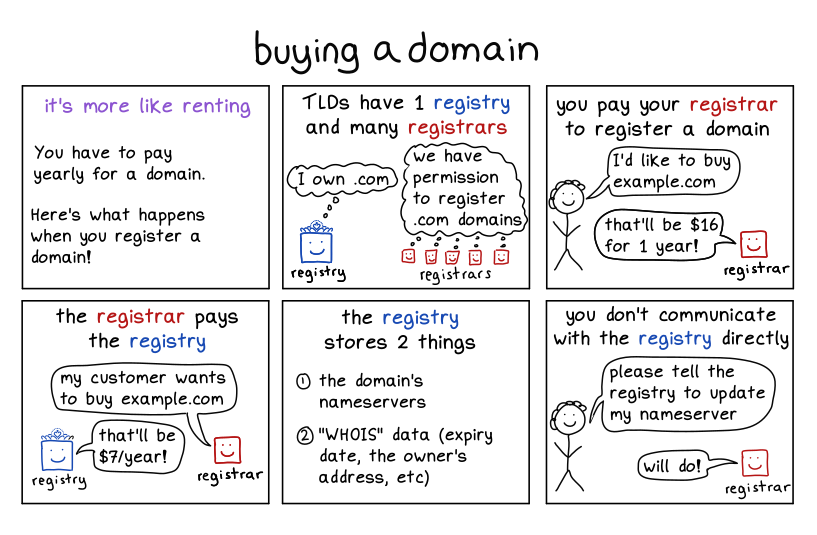 buying a domain
it's more like renting
You have to pay
yearly for a domain.
Here's what happens
when you register a
domain!
TLDs have 1 registry
and many registrars
I own .com
we have
permission
to register
.com domains
registry
registrars
you pay your registrar
to register a domain
I'd like to buy
example.com
that'll be $16
for 1 year!
registrar
the registrar pays
the registry
my customer wants
to buy example.com
that'll be
$7/year!
registry
registrar
the registry
stores 2 things
① the domain's
nameservers
② "WHOIS" data (expiry
date, the owner's
address, etc)
you don't communicate
with the registry directly
please tell the
registry to update
my nameserver
will do!
registrar